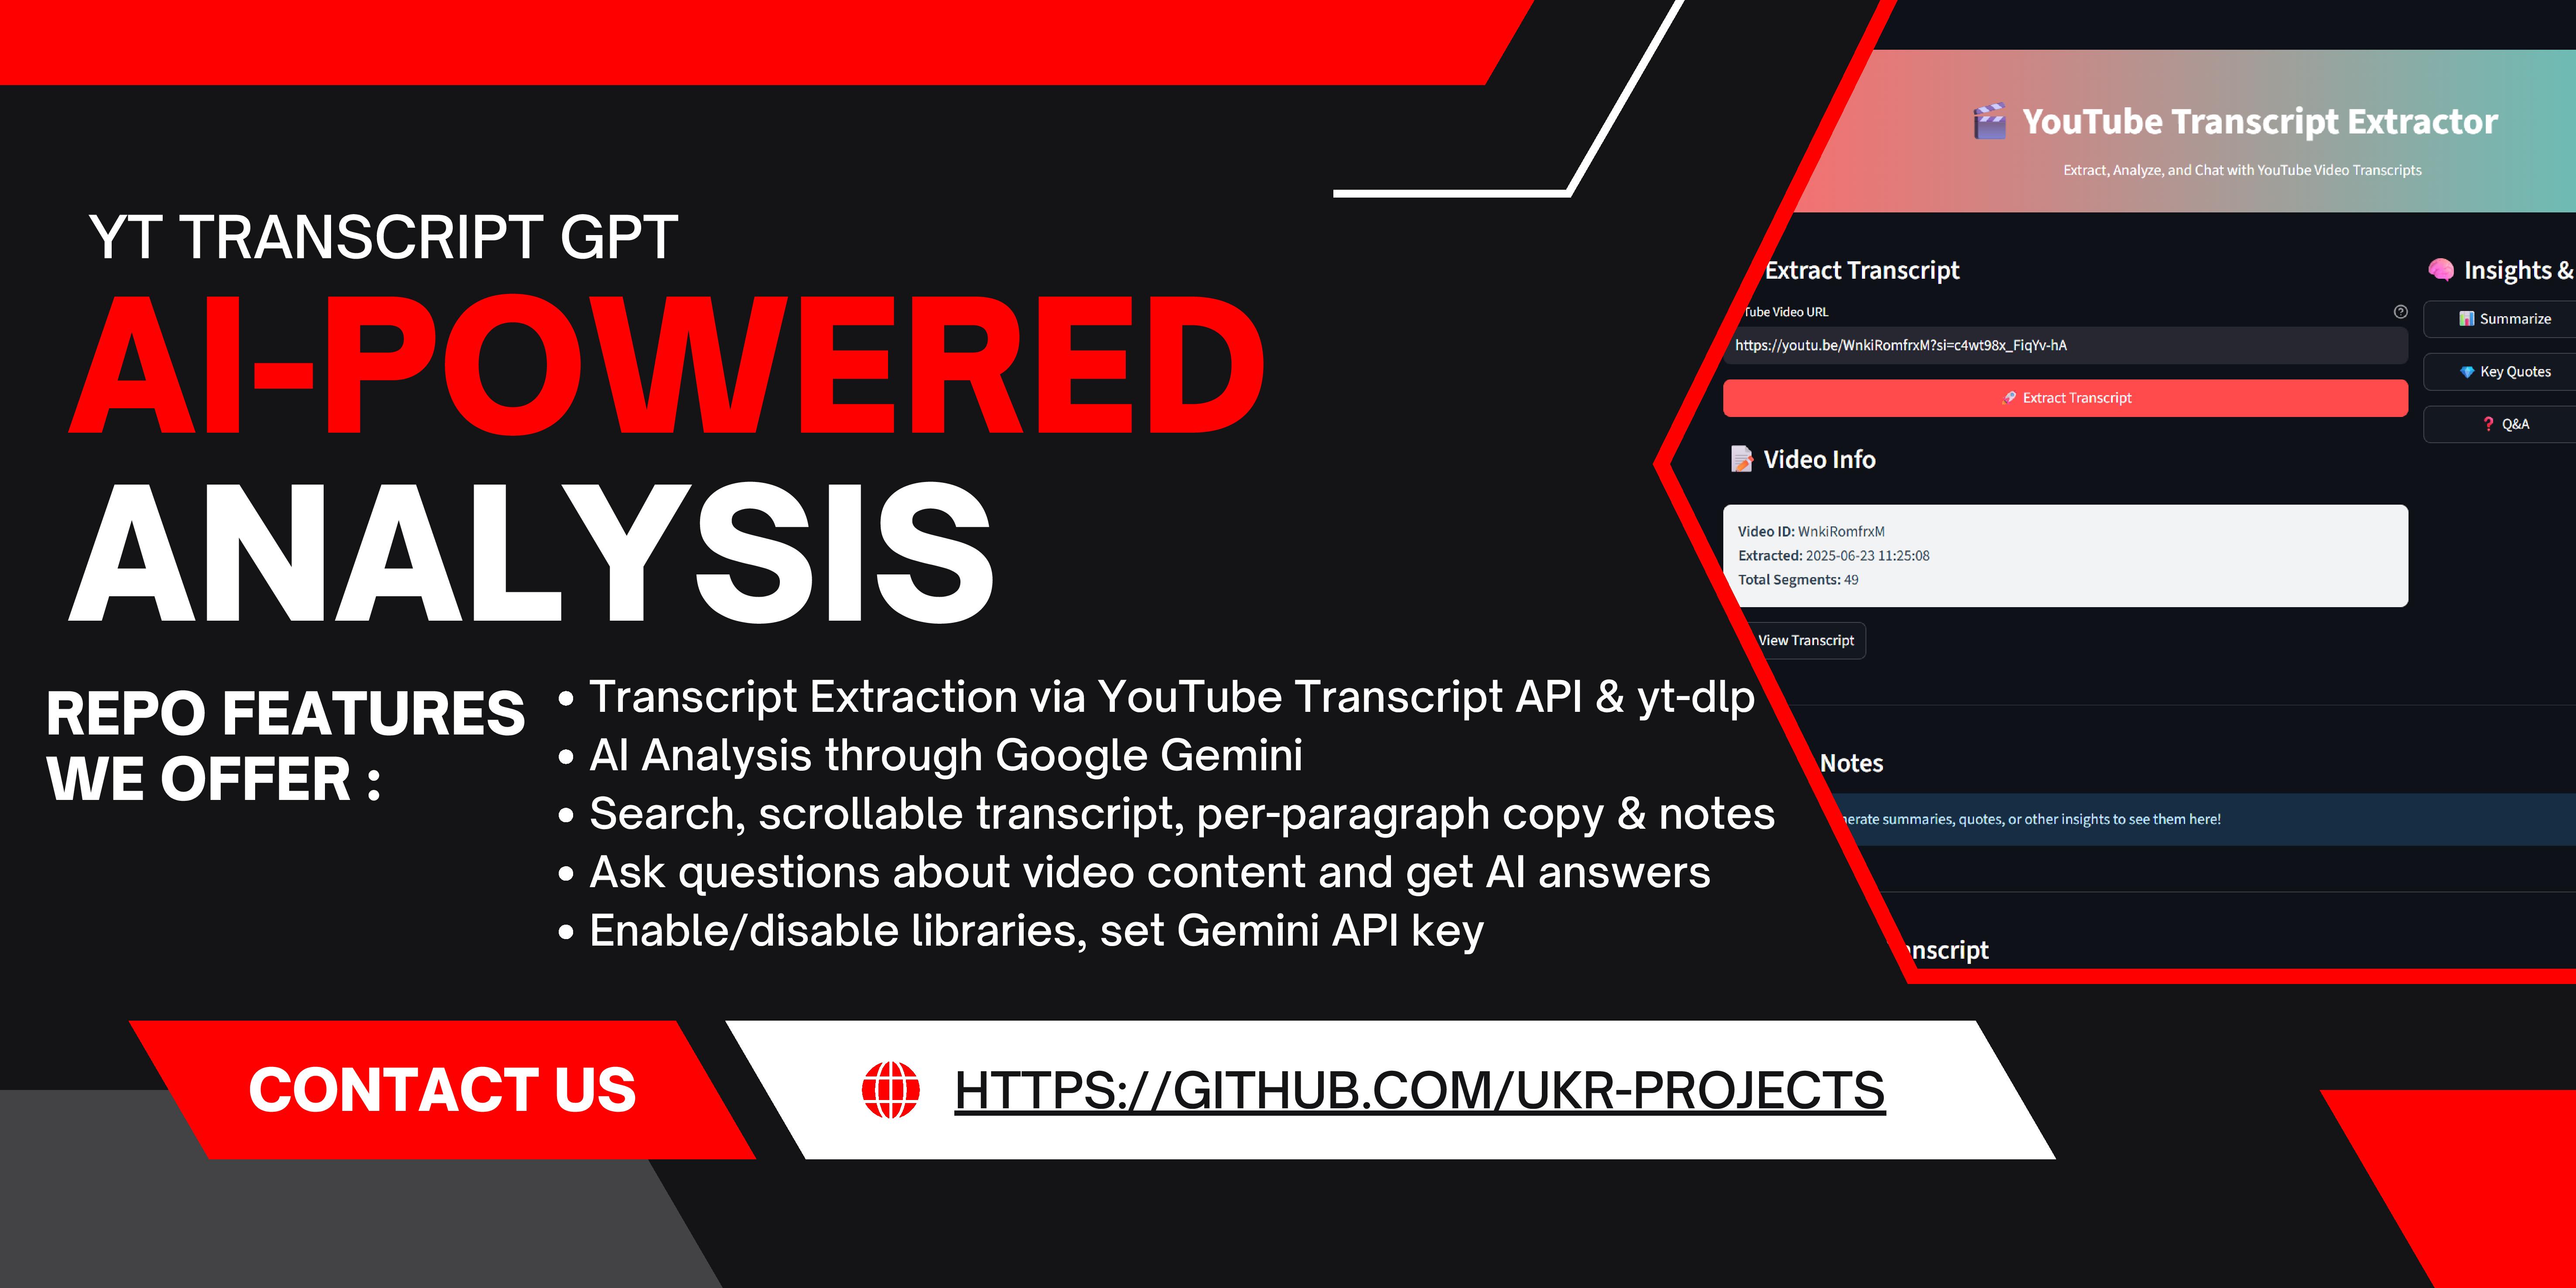 YT TRANSCRIPT GPT
AI-POWERED
ANALYSIS
REPO FEATURES
WE OFFER :
• Transcript Extraction via YouTube Transcript API & yt-dlp
• AI Analysis through Google Gemini
• Search, scrollable transcript, per-paragraph copy & notes
• Ask questions about video content and get AI answers
• Enable/disable libraries, set Gemini API key
CONTACT US
HTTPS://GITHUB.COM/UKR-PROJECTS
YouTube Transcript Extractor
Extract, Analyze, and Chat with YouTube Video Transcripts
Extract Transcript
Tube Video URL
https://youtu.be/WnkiRomfrxM?si=c4wt98x_FiqYv-hA
Extract Transcript
Video Info
Video ID: WnkiRomfrxM
Extracted: 2025-06-23 11:25:08
Total Segments: 49
View Transcript
Insights &
Summarize
Key Quotes
Q&A
Notes
nerate summaries, quotes, or other insights to see them here!
anscript